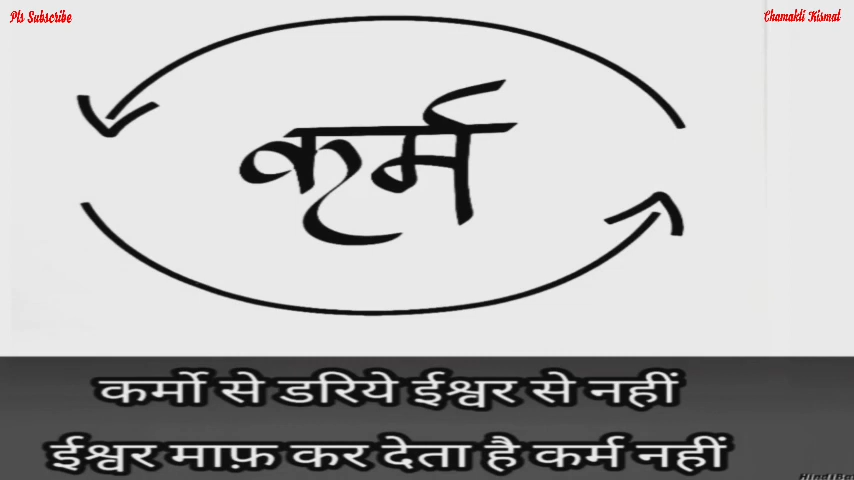 Pls Subscribe
Chamakti Kismat
कर्म
कर्मो से डरिये ईश्वर से नहीं
ईश्वर माफ़ कर देता है कर्म नहीं